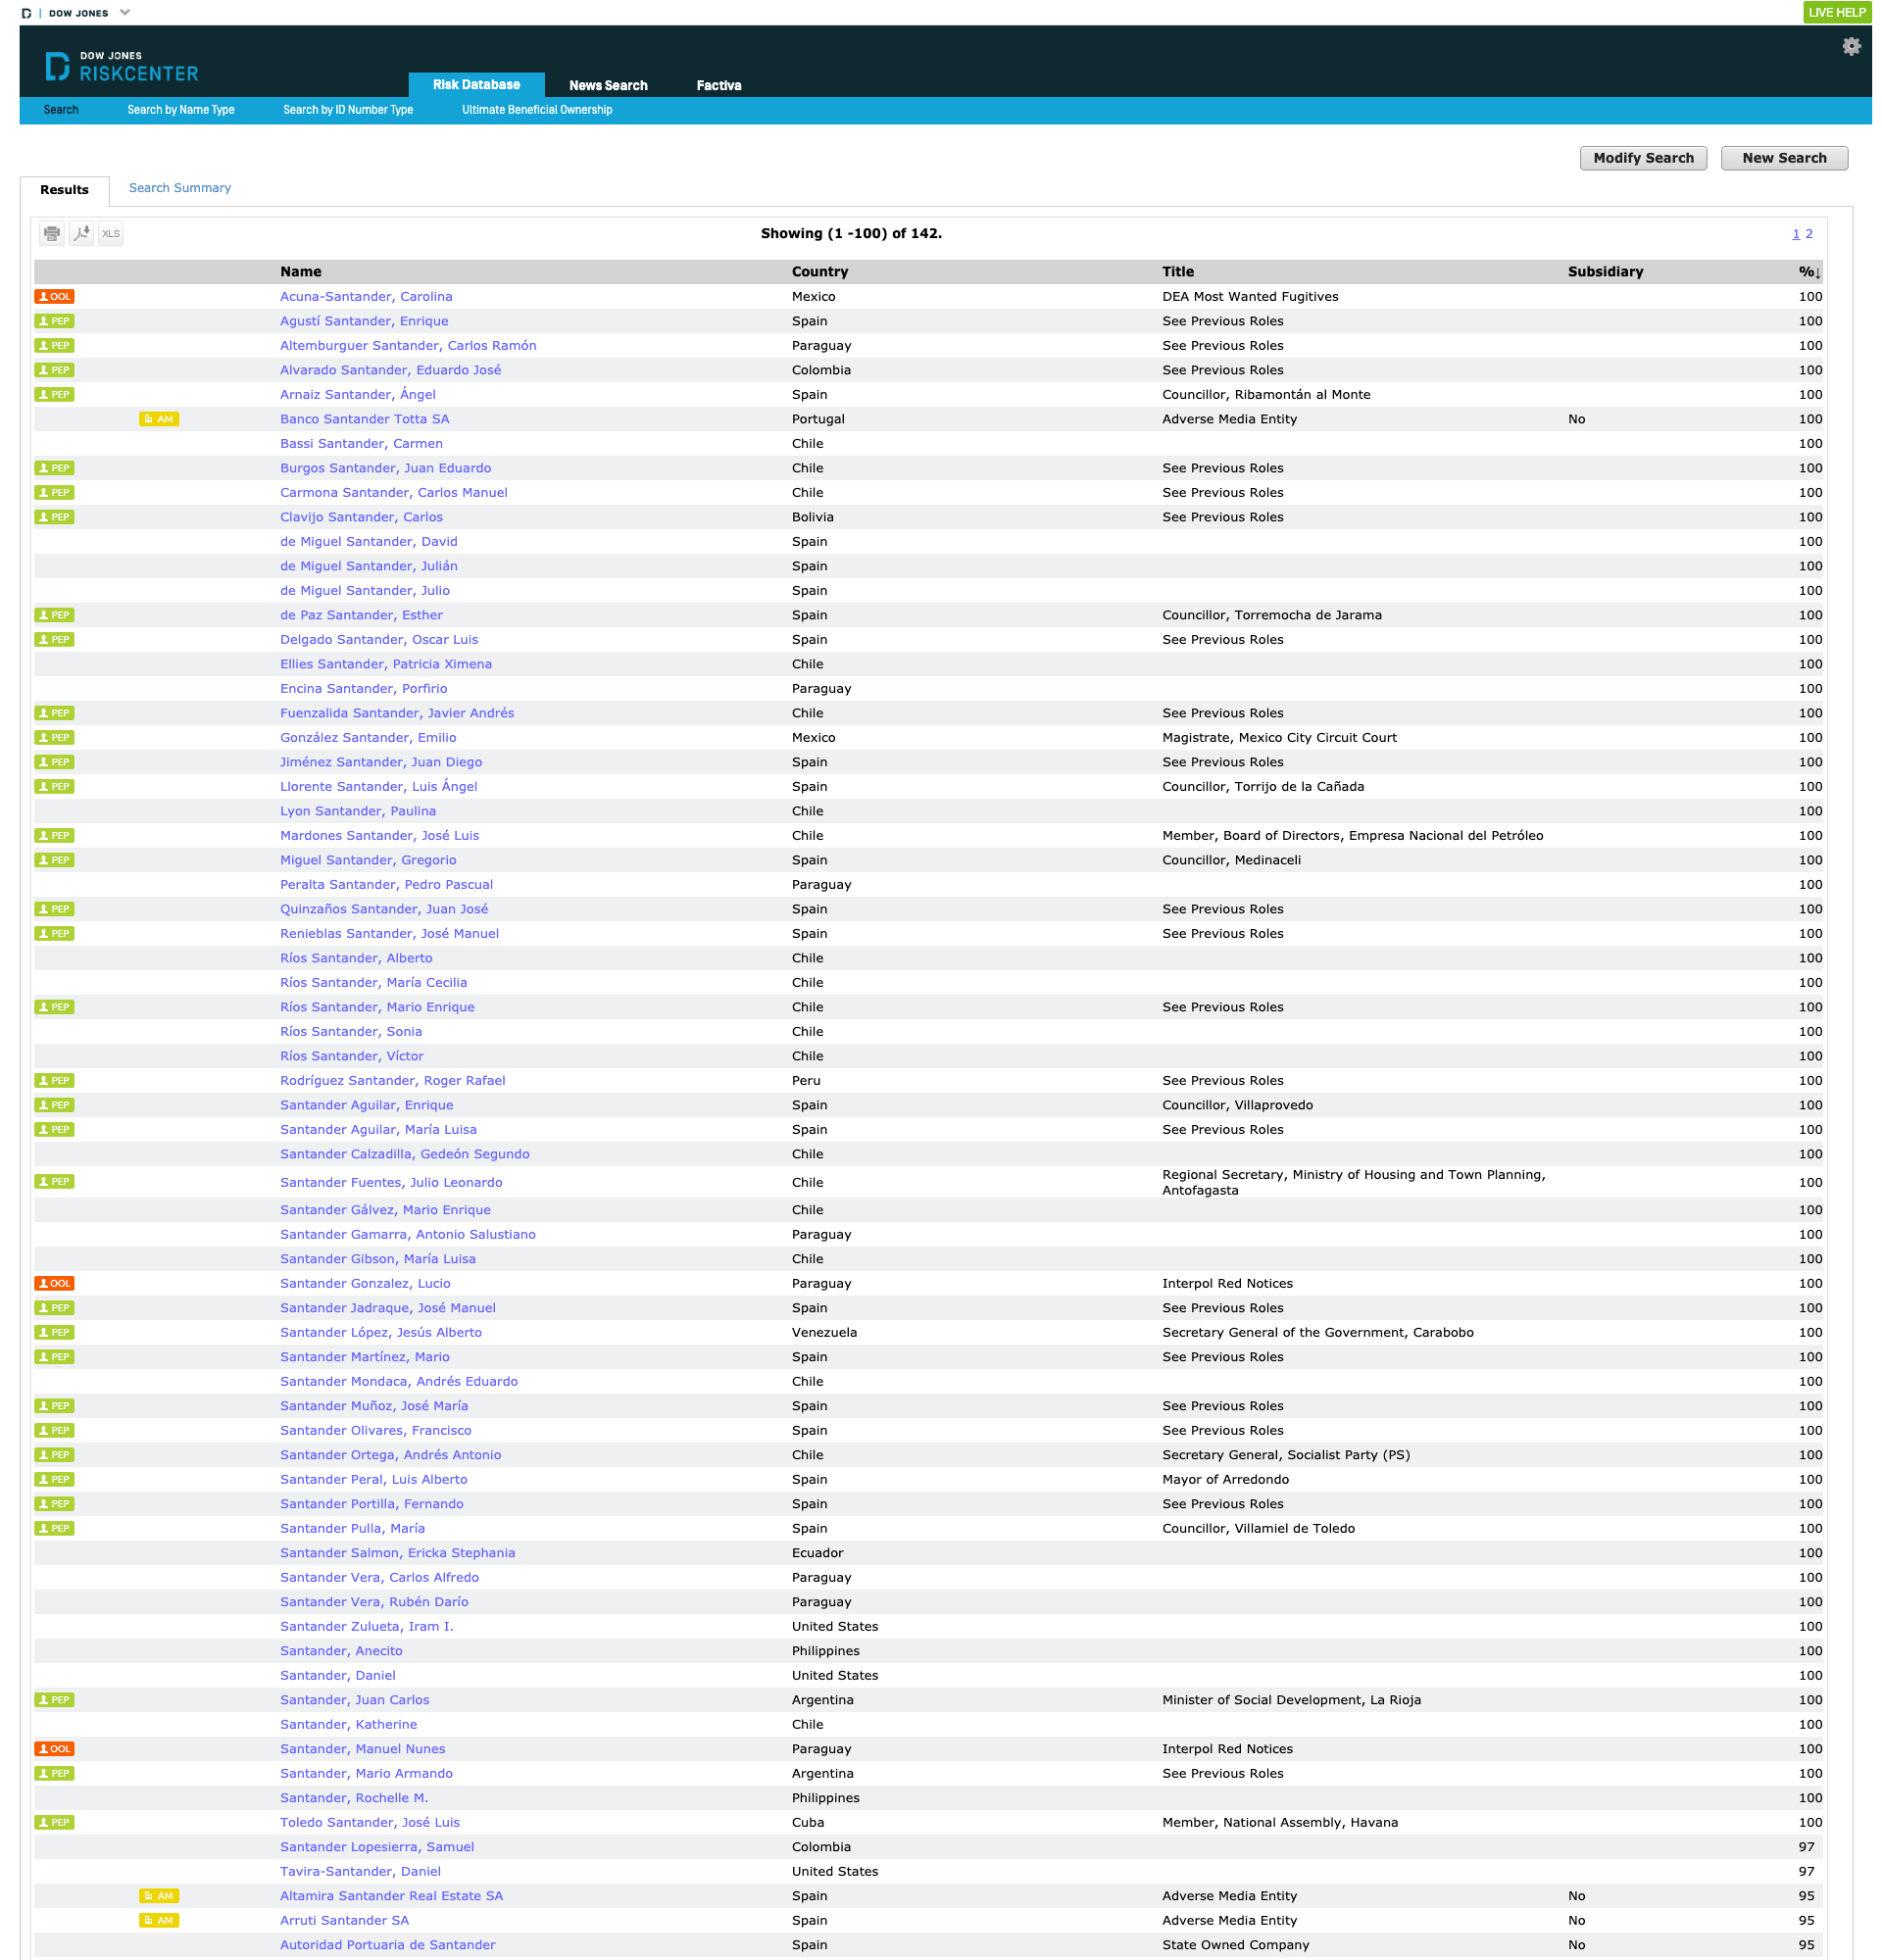 DOW JONES
LIVE HELP
DOW JONES
RISKCENTER
Risk Database News Search Factiva
Search Search by Name Type Search by ID Number Type Ultimate Beneficial Ownership
Modify Search New Search
Results Search Summary
XLS Showing (1 -100) of 142. 1 2
Name Country Title Subsidiary %↓
OOL Acuna-Santander, Carolina Mexico DEA Most Wanted Fugitives 100
PEP Agustí Santander, Enrique Spain See Previous Roles 100
PEP Altemburguer Santander, Carlos Ramón Paraguay See Previous Roles 100
PEP Alvarado Santander, Eduardo José Colombia See Previous Roles 100
PEP Arnaiz Santander, Ángel Spain Councillor, Ribamontán al Monte 100
AM Banco Santander Totta SA Portugal Adverse Media Entity No 100
Bassi Santander, Carmen Chile 100
PEP Burgos Santander, Juan Eduardo Chile See Previous Roles 100
PEP Carmona Santander, Carlos Manuel Chile See Previous Roles 100
PEP Clavijo Santander, Carlos Bolivia See Previous Roles 100
de Miguel Santander, David Spain 100
de Miguel Santander, Julián Spain 100
de Miguel Santander, Julio Spain 100
PEP de Paz Santander, Esther Spain Councillor, Torremocha de Jarama 100
PEP Delgado Santander, Oscar Luis Spain See Previous Roles 100
Ellies Santander, Patricia Ximena Chile 100
Encina Santander, Porfirio Paraguay 100
PEP Fuenzalida Santander, Javier Andrés Chile See Previous Roles 100
PEP González Santander, Emilio Mexico Magistrate, Mexico City Circuit Court 100
PEP Jiménez Santander, Juan Diego Spain See Previous Roles 100
PEP Llorente Santander, Luis Ángel Spain Councillor, Torrijo de la Cañada 100
Lyon Santander, Paulina Chile 100
PEP Mardones Santander, José Luis Chile Member, Board of Directors, Empresa Nacional del Petróleo 100
PEP Miguel Santander, Gregorio Spain Councillor, Medinaceli 100
Peralta Santander, Pedro Pascual Paraguay 100
PEP Quinzaños Santander, Juan José Spain See Previous Roles 100
PEP Renieblas Santander, José Manuel Spain See Previous Roles 100
Ríos Santander, Alberto Chile 100
Ríos Santander, María Cecilia Chile 100
PEP Ríos Santander, Mario Enrique Chile See Previous Roles 100
Ríos Santander, Sonia Chile 100
Ríos Santander, Víctor Chile 100
PEP Rodríguez Santander, Roger Rafael Peru See Previous Roles 100
PEP Santander Aguilar, Enrique Spain Councillor, Villaprovedo 100
PEP Santander Aguilar, María Luisa Spain See Previous Roles 100
Santander Calzadilla, Gedeón Segundo Chile 100
PEP Santander Fuentes, Julio Leonardo Chile Regional Secretary, Ministry of Housing and Town Planning, 100
Antofagasta
Santander Gálvez, Mario Enrique Chile 100
Santander Gamarra, Antonio Salustiano Paraguay 100
Santander Gibson, María Luisa Chile 100
OOL Santander Gonzalez, Lucio Paraguay Interpol Red Notices 100
PEP Santander Jadraque, José Manuel Spain See Previous Roles 100
PEP Santander López, Jesús Alberto Venezuela Secretary General of the Government, Carabobo 100
PEP Santander Martínez, Mario Spain See Previous Roles 100
Santander Mondaca, Andrés Eduardo Chile 100
PEP Santander Muñoz, José María Spain See Previous Roles 100
PEP Santander Olivares, Francisco Spain See Previous Roles 100
PEP Santander Ortega, Andrés Antonio Chile Secretary General, Socialist Party (PS) 100
PEP Santander Peral, Luis Alberto Spain Mayor of Arredondo 100
PEP Santander Portilla, Fernando Spain See Previous Roles 100
PEP Santander Pulla, María Spain Councillor, Villamiel de Toledo 100
Santander Salmon, Ericka Stephania Ecuador 100
Santander Vera, Carlos Alfredo Paraguay 100
Santander Vera, Rubén Darío Paraguay 100
Santander Zulueta, Iram I. United States 100
Santander, Anecito Philippines 100
Santander, Daniel United States 100
PEP Santander, Juan Carlos Argentina Minister of Social Development, La Rioja 100
Santander, Katherine Chile 100
OOL Santander, Manuel Nunes Paraguay Interpol Red Notices 100
PEP Santander, Mario Armando Argentina See Previous Roles 100
Santander, Rochelle M. Philippines 100
PEP Toledo Santander, José Luis Cuba Member, National Assembly, Havana 100
Santander Lopesierra, Samuel Colombia 97
Tavira-Santander, Daniel United States 97
AM Altamira Santander Real Estate SA Spain Adverse Media Entity No 95
AM Arruti Santander SA Spain Adverse Media Entity No 95
Autoridad Portuaria de Santander Spain State Owned Company No 95